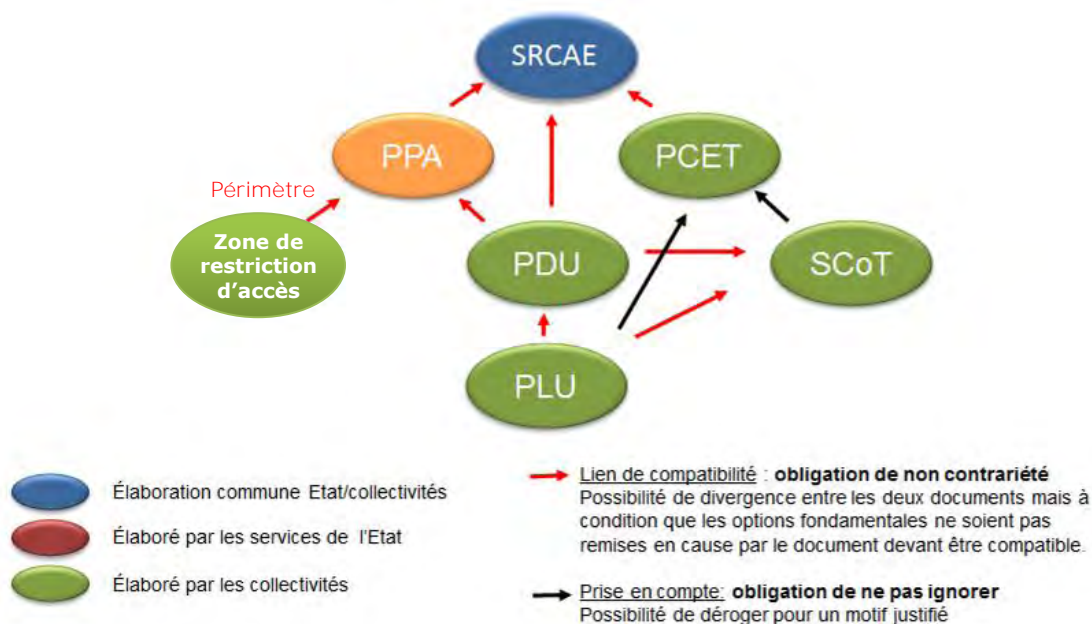 SRCAE
PPA
PCET
Périmètre
Zone de
restriction
d'accès
PDU
SCoT
PLU
Élaboration commune Etat/collectivités
Élaboré par les services de l'Etat
Élaboré par les collectivités
Lien de compatibilité : obligation de non contrariété
Possibilité de divergence entre les deux documents mais à
condition que les options fondamentales ne soient pas
remises en cause par le document devant être compatible.
Prise en compte: obligation de ne pas ignorer
Possibilité de déroger pour un motif justifié